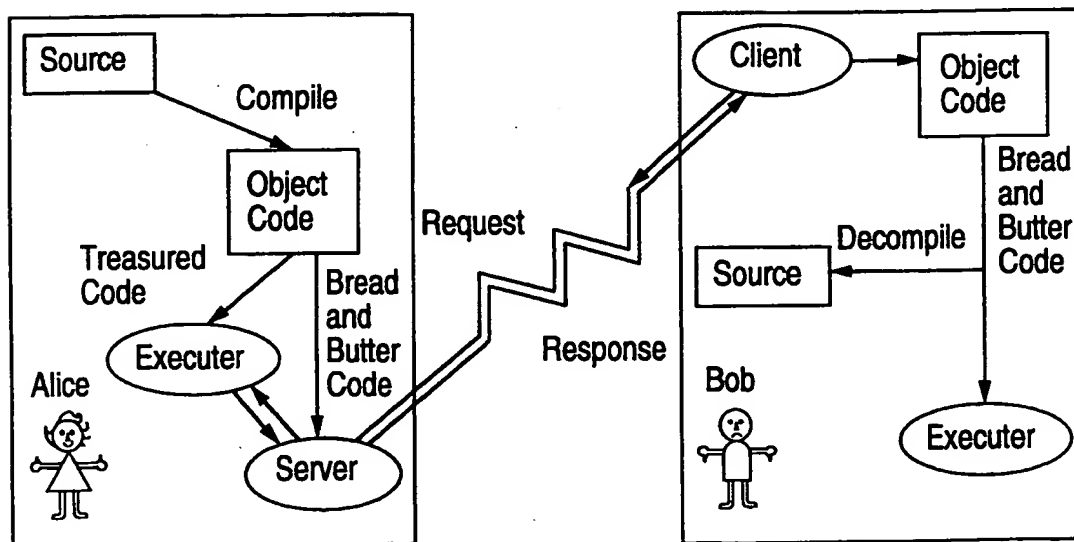 Source
Compile
Object
Code
Treasured
Code
Bread
and
Butter
Code
Executer
Alice
Server
Request
Response
Client
Object
Code
Bread
and
Butter
Code
Decompile
Source
Bob
Executer